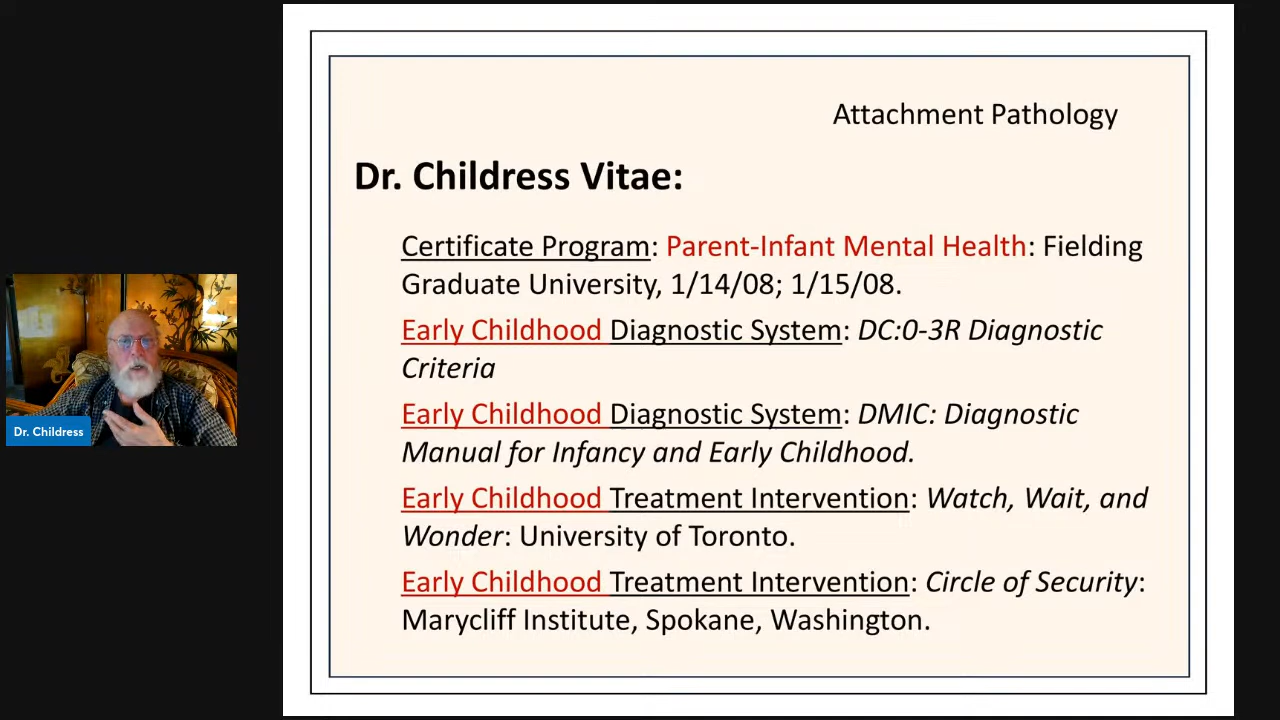 Attachment Pathology
Dr. Childress Vitae:
Certificate Program: Parent-Infant Mental Health: Fielding
Graduate University, 1/14/08; 1/15/08.
Early Childhood Diagnostic System: DC:0-3R Diagnostic
Criteria
Early Childhood Diagnostic System: DMIC: Diagnostic
Manual for Infancy and Early Childhood.
Early Childhood Treatment Intervention: Watch, Wait, and
Wonder: University of Toronto.
Early Childhood Treatment Intervention: Circle of Security:
Marycliff Institute, Spokane, Washington.
Dr. Childress